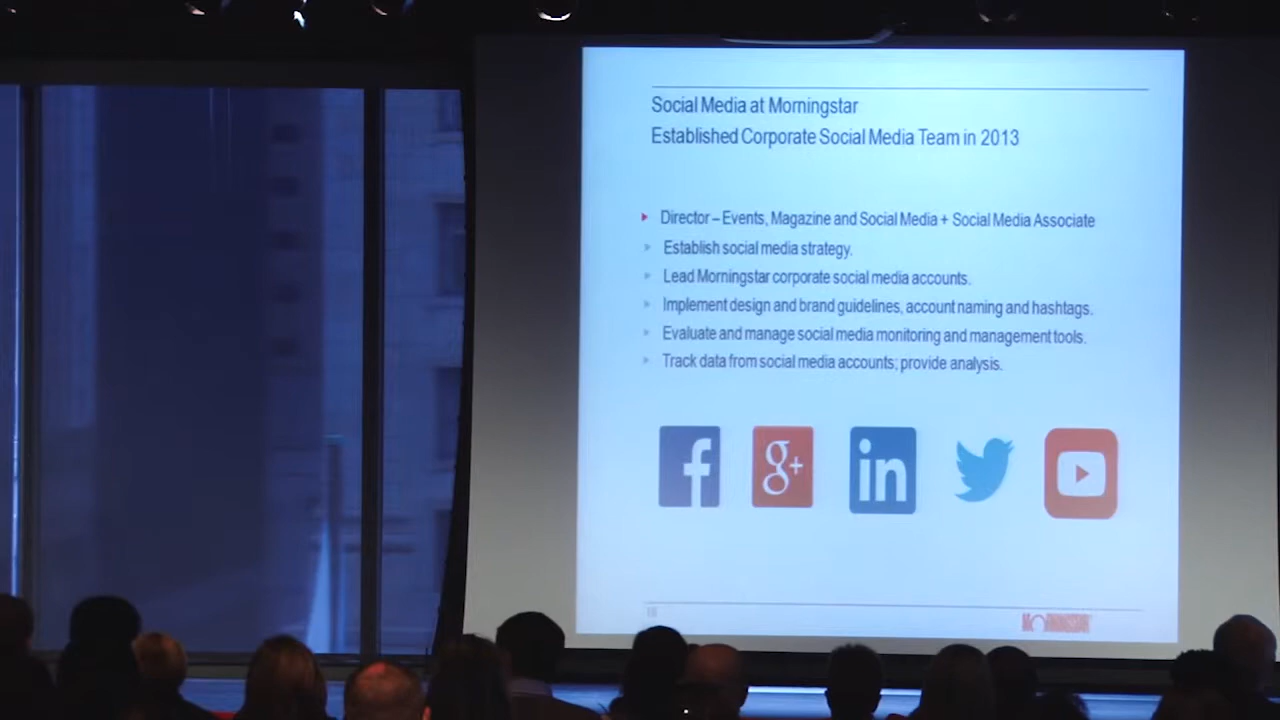 Social Media at Morningstar
Established Corporate Social Media Team in 2013
Director – Events, Magazine and Social Media + Social Media Associate
Establish social media strategy.
Lead Morningstar corporate social media accounts.
Implement design and brand guidelines, account naming and hashtags.
Evaluate and manage social media monitoring and management tools.
Track data from social media accounts; provide analysis.
f g+ in